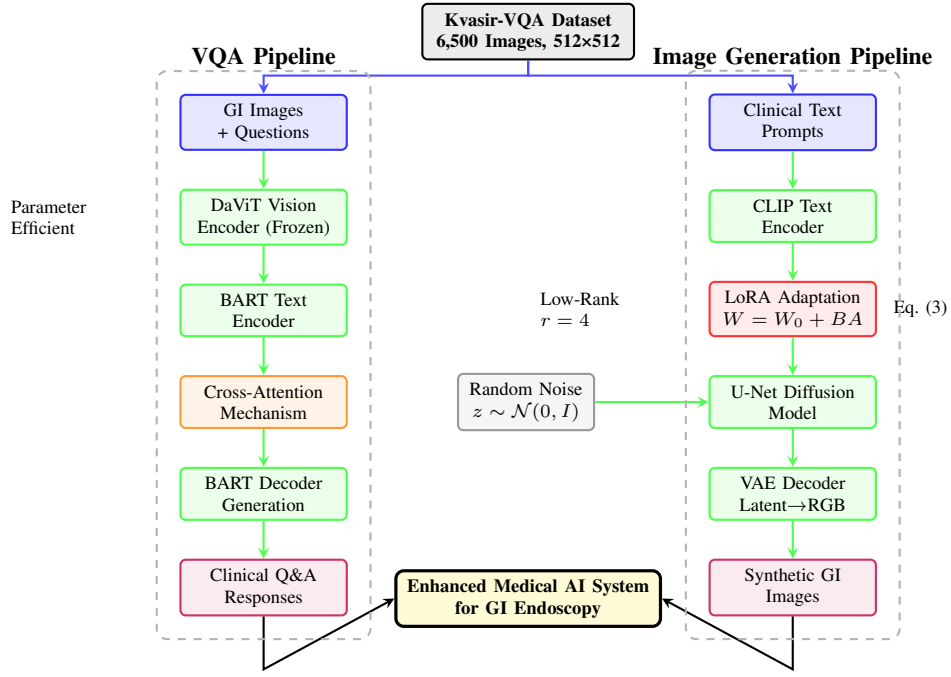 Kvasir-VQA Dataset
6,500 Images, 512×512
VQA Pipeline
Image Generation Pipeline
GI Images
+ Questions
Clinical Text
Prompts
Parameter
Efficient
DaViT Vision
Encoder (Frozen)
CLIP Text
Encoder
BART Text
Encoder
Low-Rank
r = 4
LoRA Adaptation
W = W₀ + BA
Eq. (3)
Cross-Attention
Mechanism
Random Noise
z ∼ 𝒩(0, I)
U-Net Diffusion
Model
BART Decoder
Generation
VAE Decoder
Latent→RGB
Clinical Q&A
Responses
Enhanced Medical AI System
for GI Endoscopy
Synthetic GI
Images